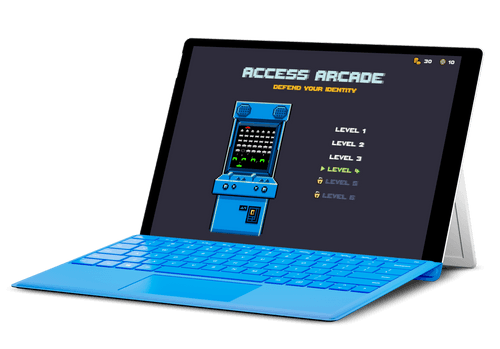 30 10
ACCESS ARCADE
DEFEND YOUR IDENTITY
LEVEL 1
LEVEL 2
LEVEL 3
LEVEL 4
LEVEL 5
LEVEL 6